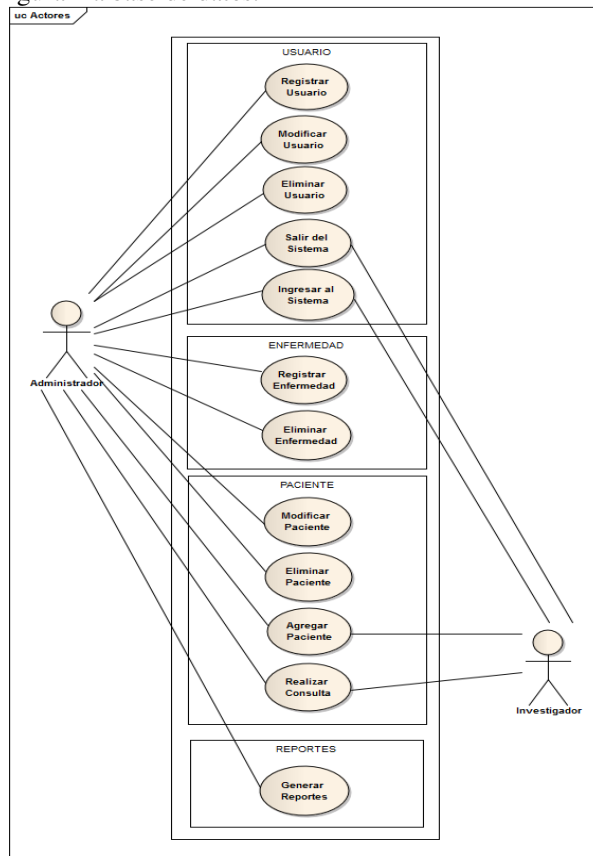 uc Actores
USUARIO
Registrar
Usuario
Modificar
Usuario
Eliminar
Usuario
Salir del
Sistema
Ingresar al
Sistema
ENFERMEDAD
Registrar
Enfermedad
Eliminar
Enfermedad
Administrador
PACIENTE
Modificar
Paciente
Eliminar
Paciente
Agregar
Paciente
Realizar
Consulta
Investigador
REPORTES
Generar
Reportes